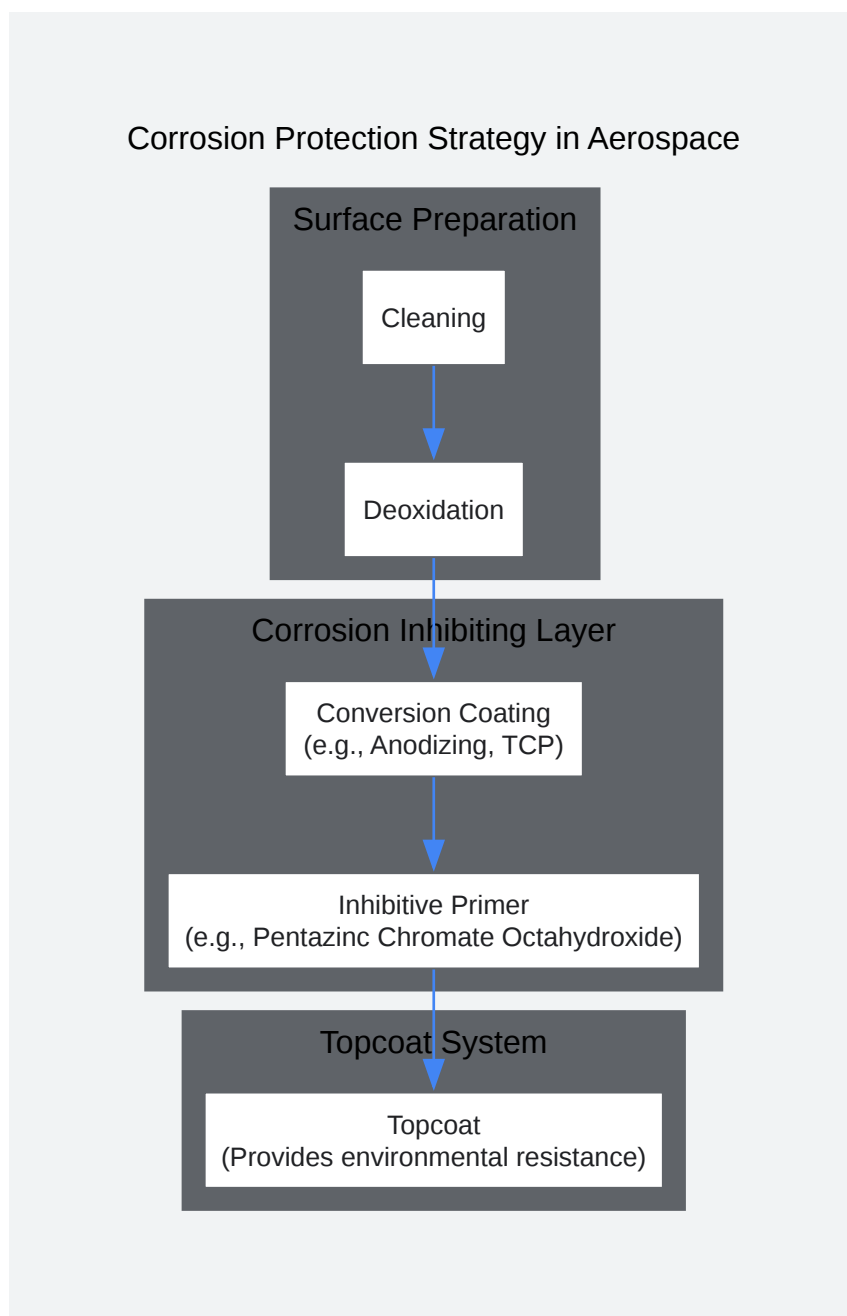 Corrosion Protection Strategy in Aerospace
Surface Preparation
Cleaning
Deoxidation
Corrosion Inhibiting Layer
Conversion Coating
(e.g., Anodizing, TCP)
Inhibitive Primer
(e.g., Pentazinc Chromate Octahydroxide)
Topcoat System
Topcoat
(Provides environmental resistance)